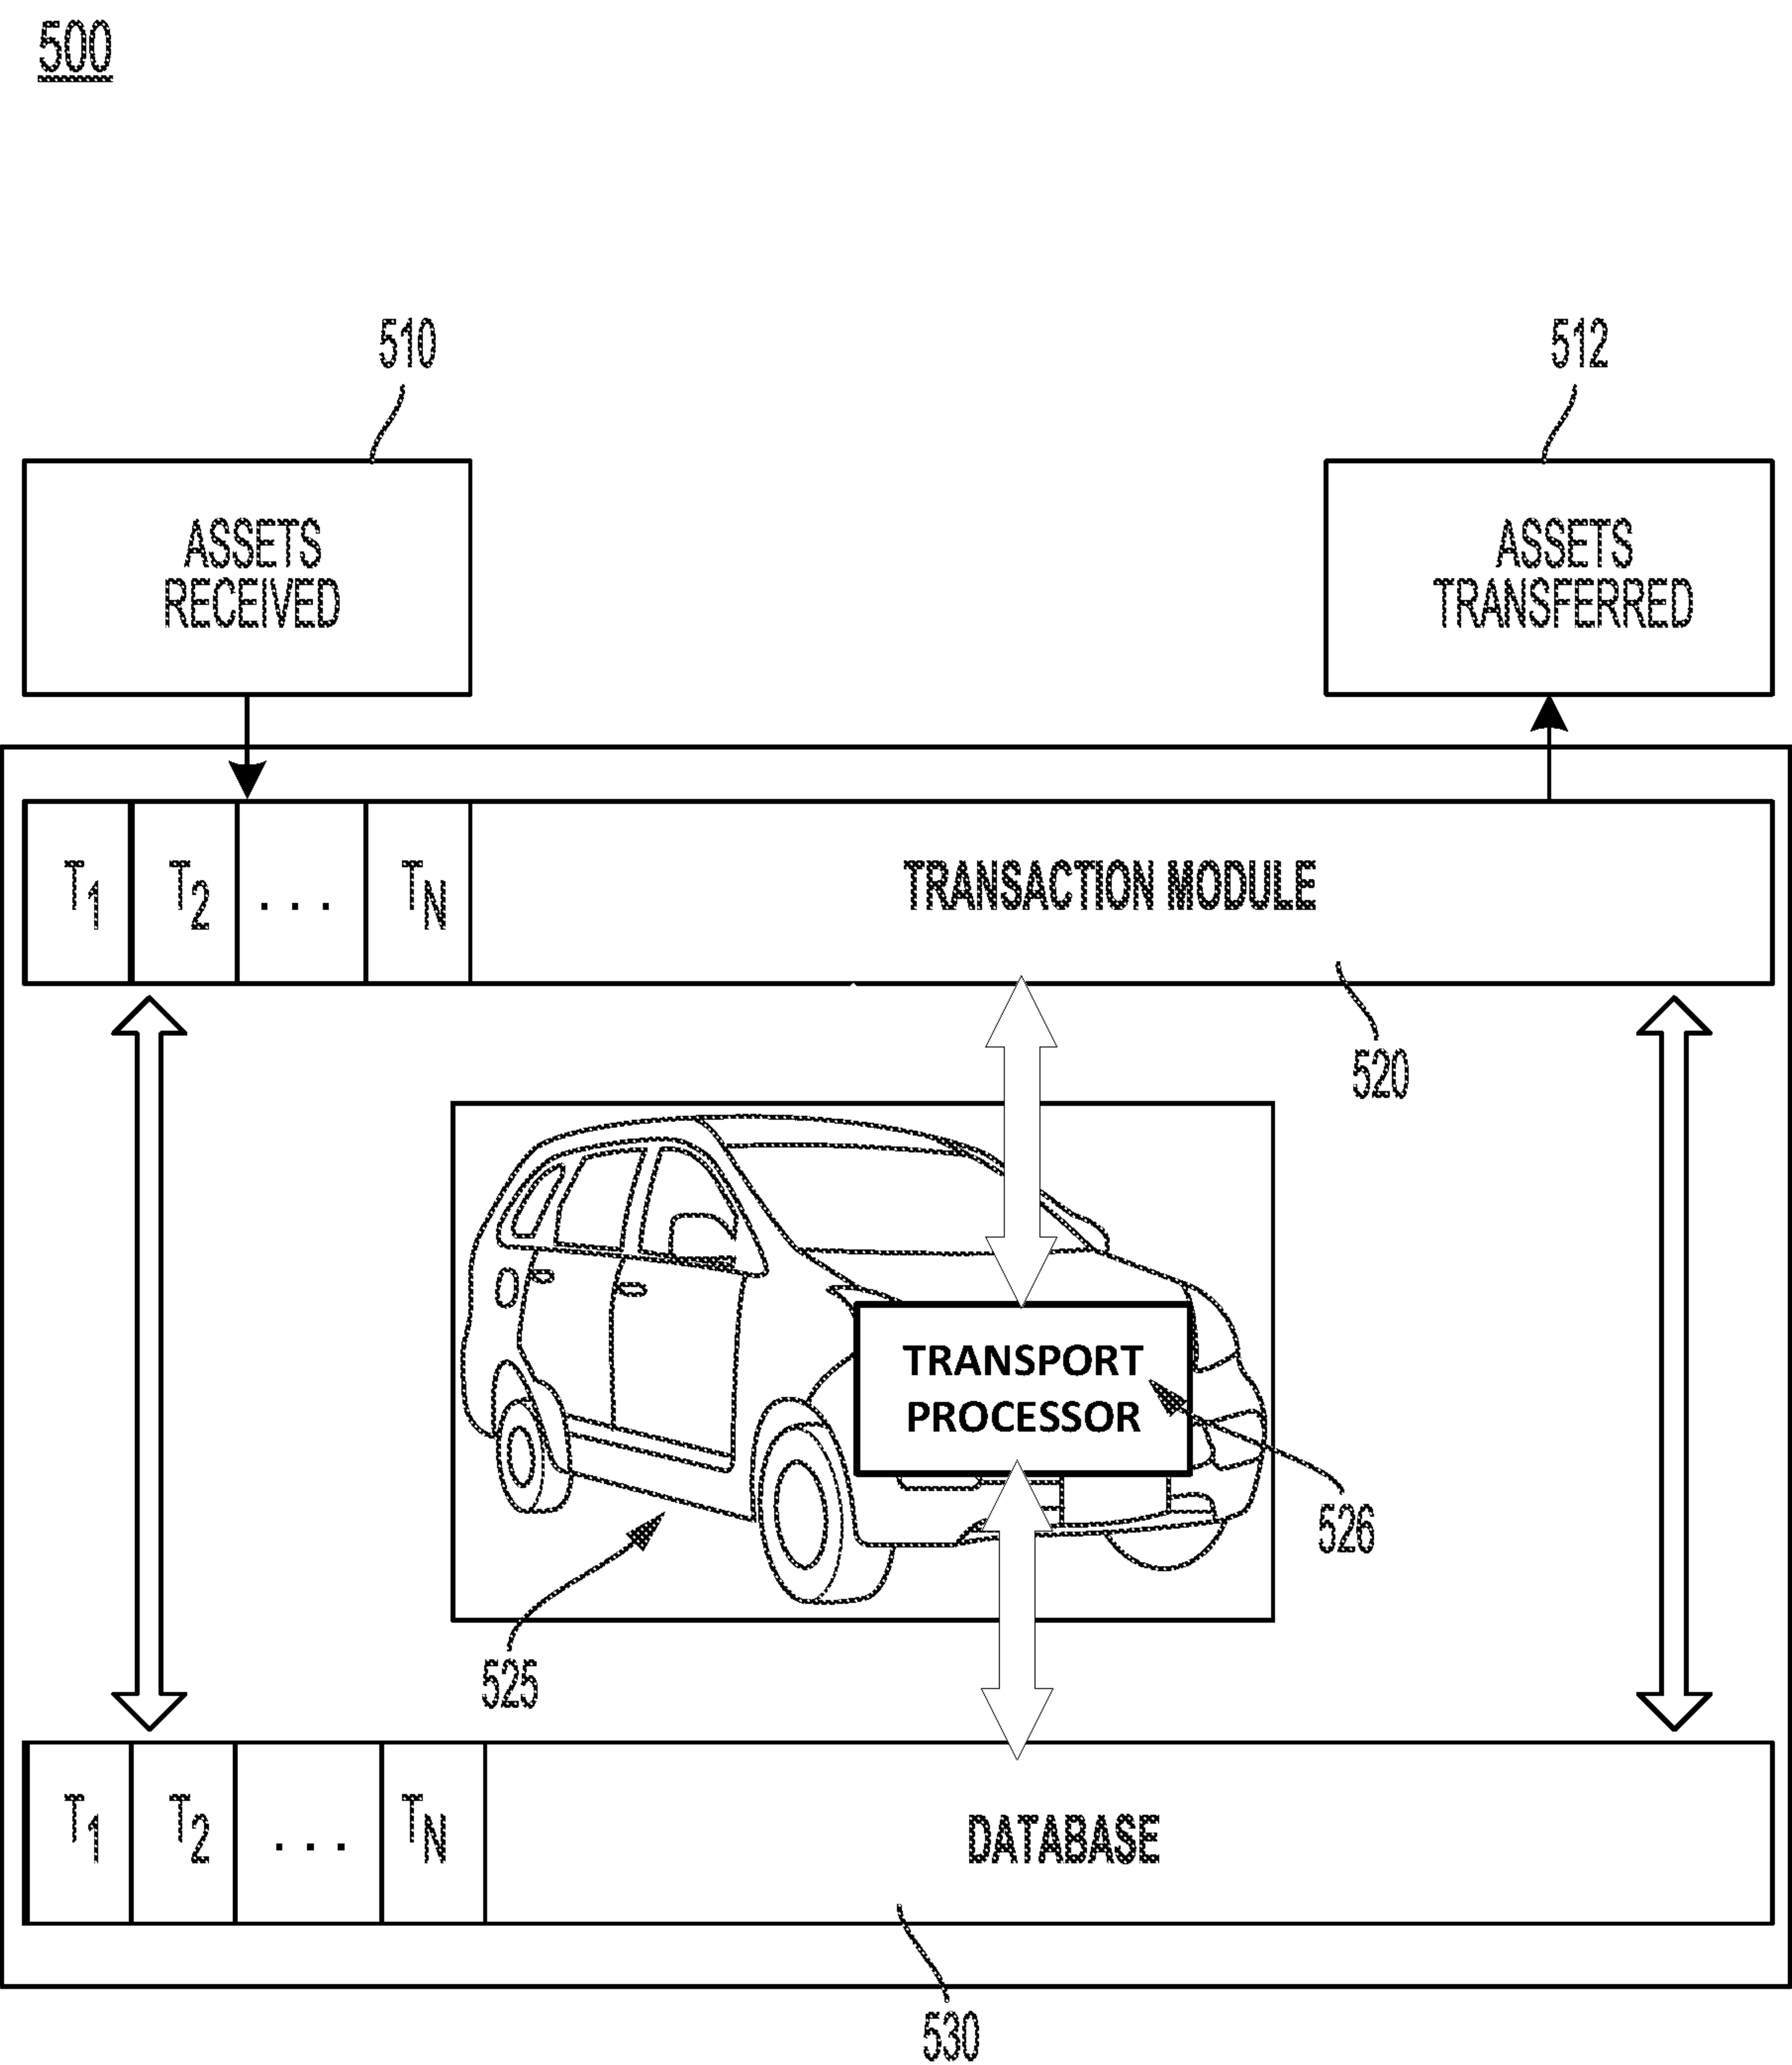 500
510
512
ASSETS
RECEIVED
ASSETS
TRANSFERRED
T1
T2
. . .
TN
TRANSACTION MODULE
520
TRANSPORT
PROCESSOR
526
525
T1
T2
. . .
TN
DATABASE
530